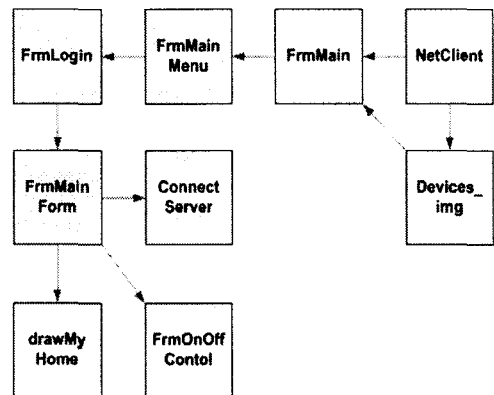 FrmLogin
FrmMain
Menu
FrmMain
NetClient
FrmMain
Form
Connect
Server
Devices_
img
drawMy
Home
FrmOnOff
Contol